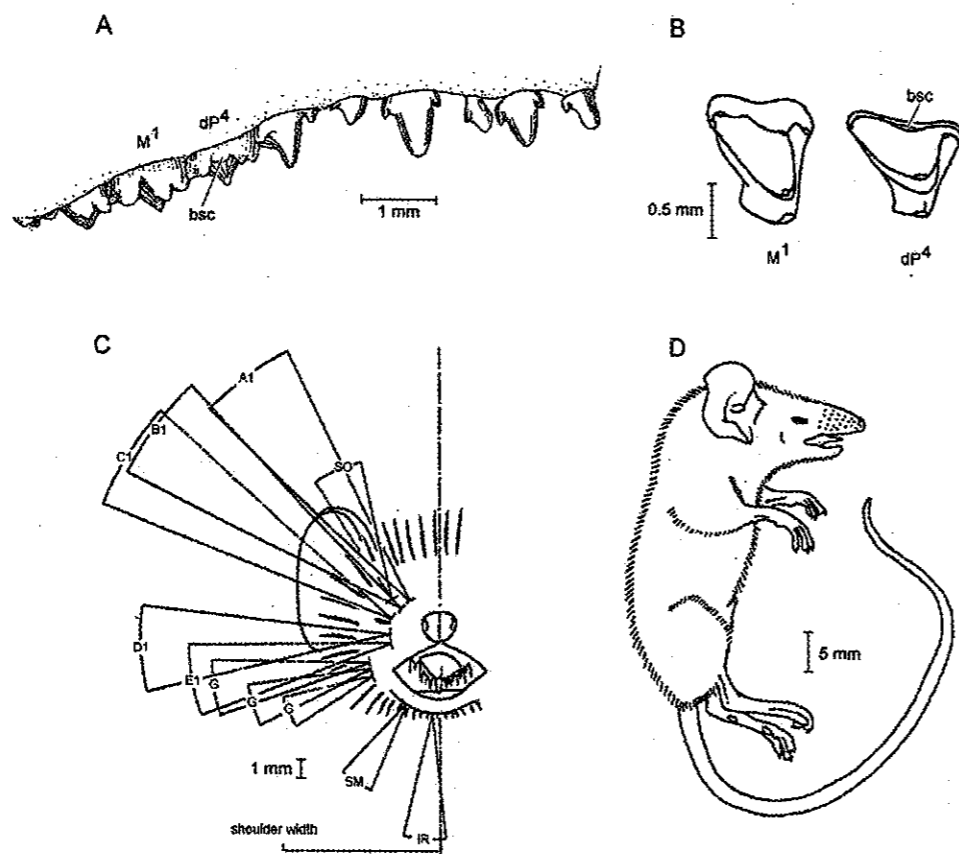 A
M1
dP4
bsc
1 mm
B
bsc
0.5 mm
M1
dP4
C
A1
B1
C1
SO
D1
E1
G
G
G
1 mm
SM
IR
shoulder width
D
5 mm